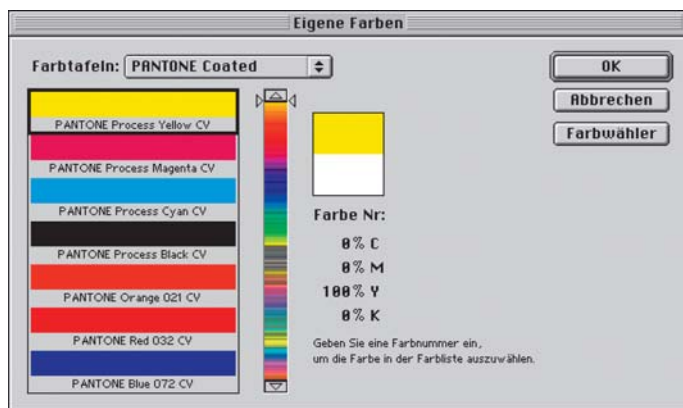 Eigene Farben
Farbtafeln: PANTONE Coated
OK
Abbrechen
Farbwähler
PANTONE Process Yellow CV
PANTONE Process Magenta CV
PANTONE Process Cyan CV
PANTONE Process Black CV
PANTONE Orange 021 CV
PANTONE Red 032 CV
PANTONE Blue 072 CV
Farbe Nr:
0% C
0% M
100% Y
0% K
Geben Sie eine Farbnummer ein,
um die Farbe in der Farbliste auszuwählen.